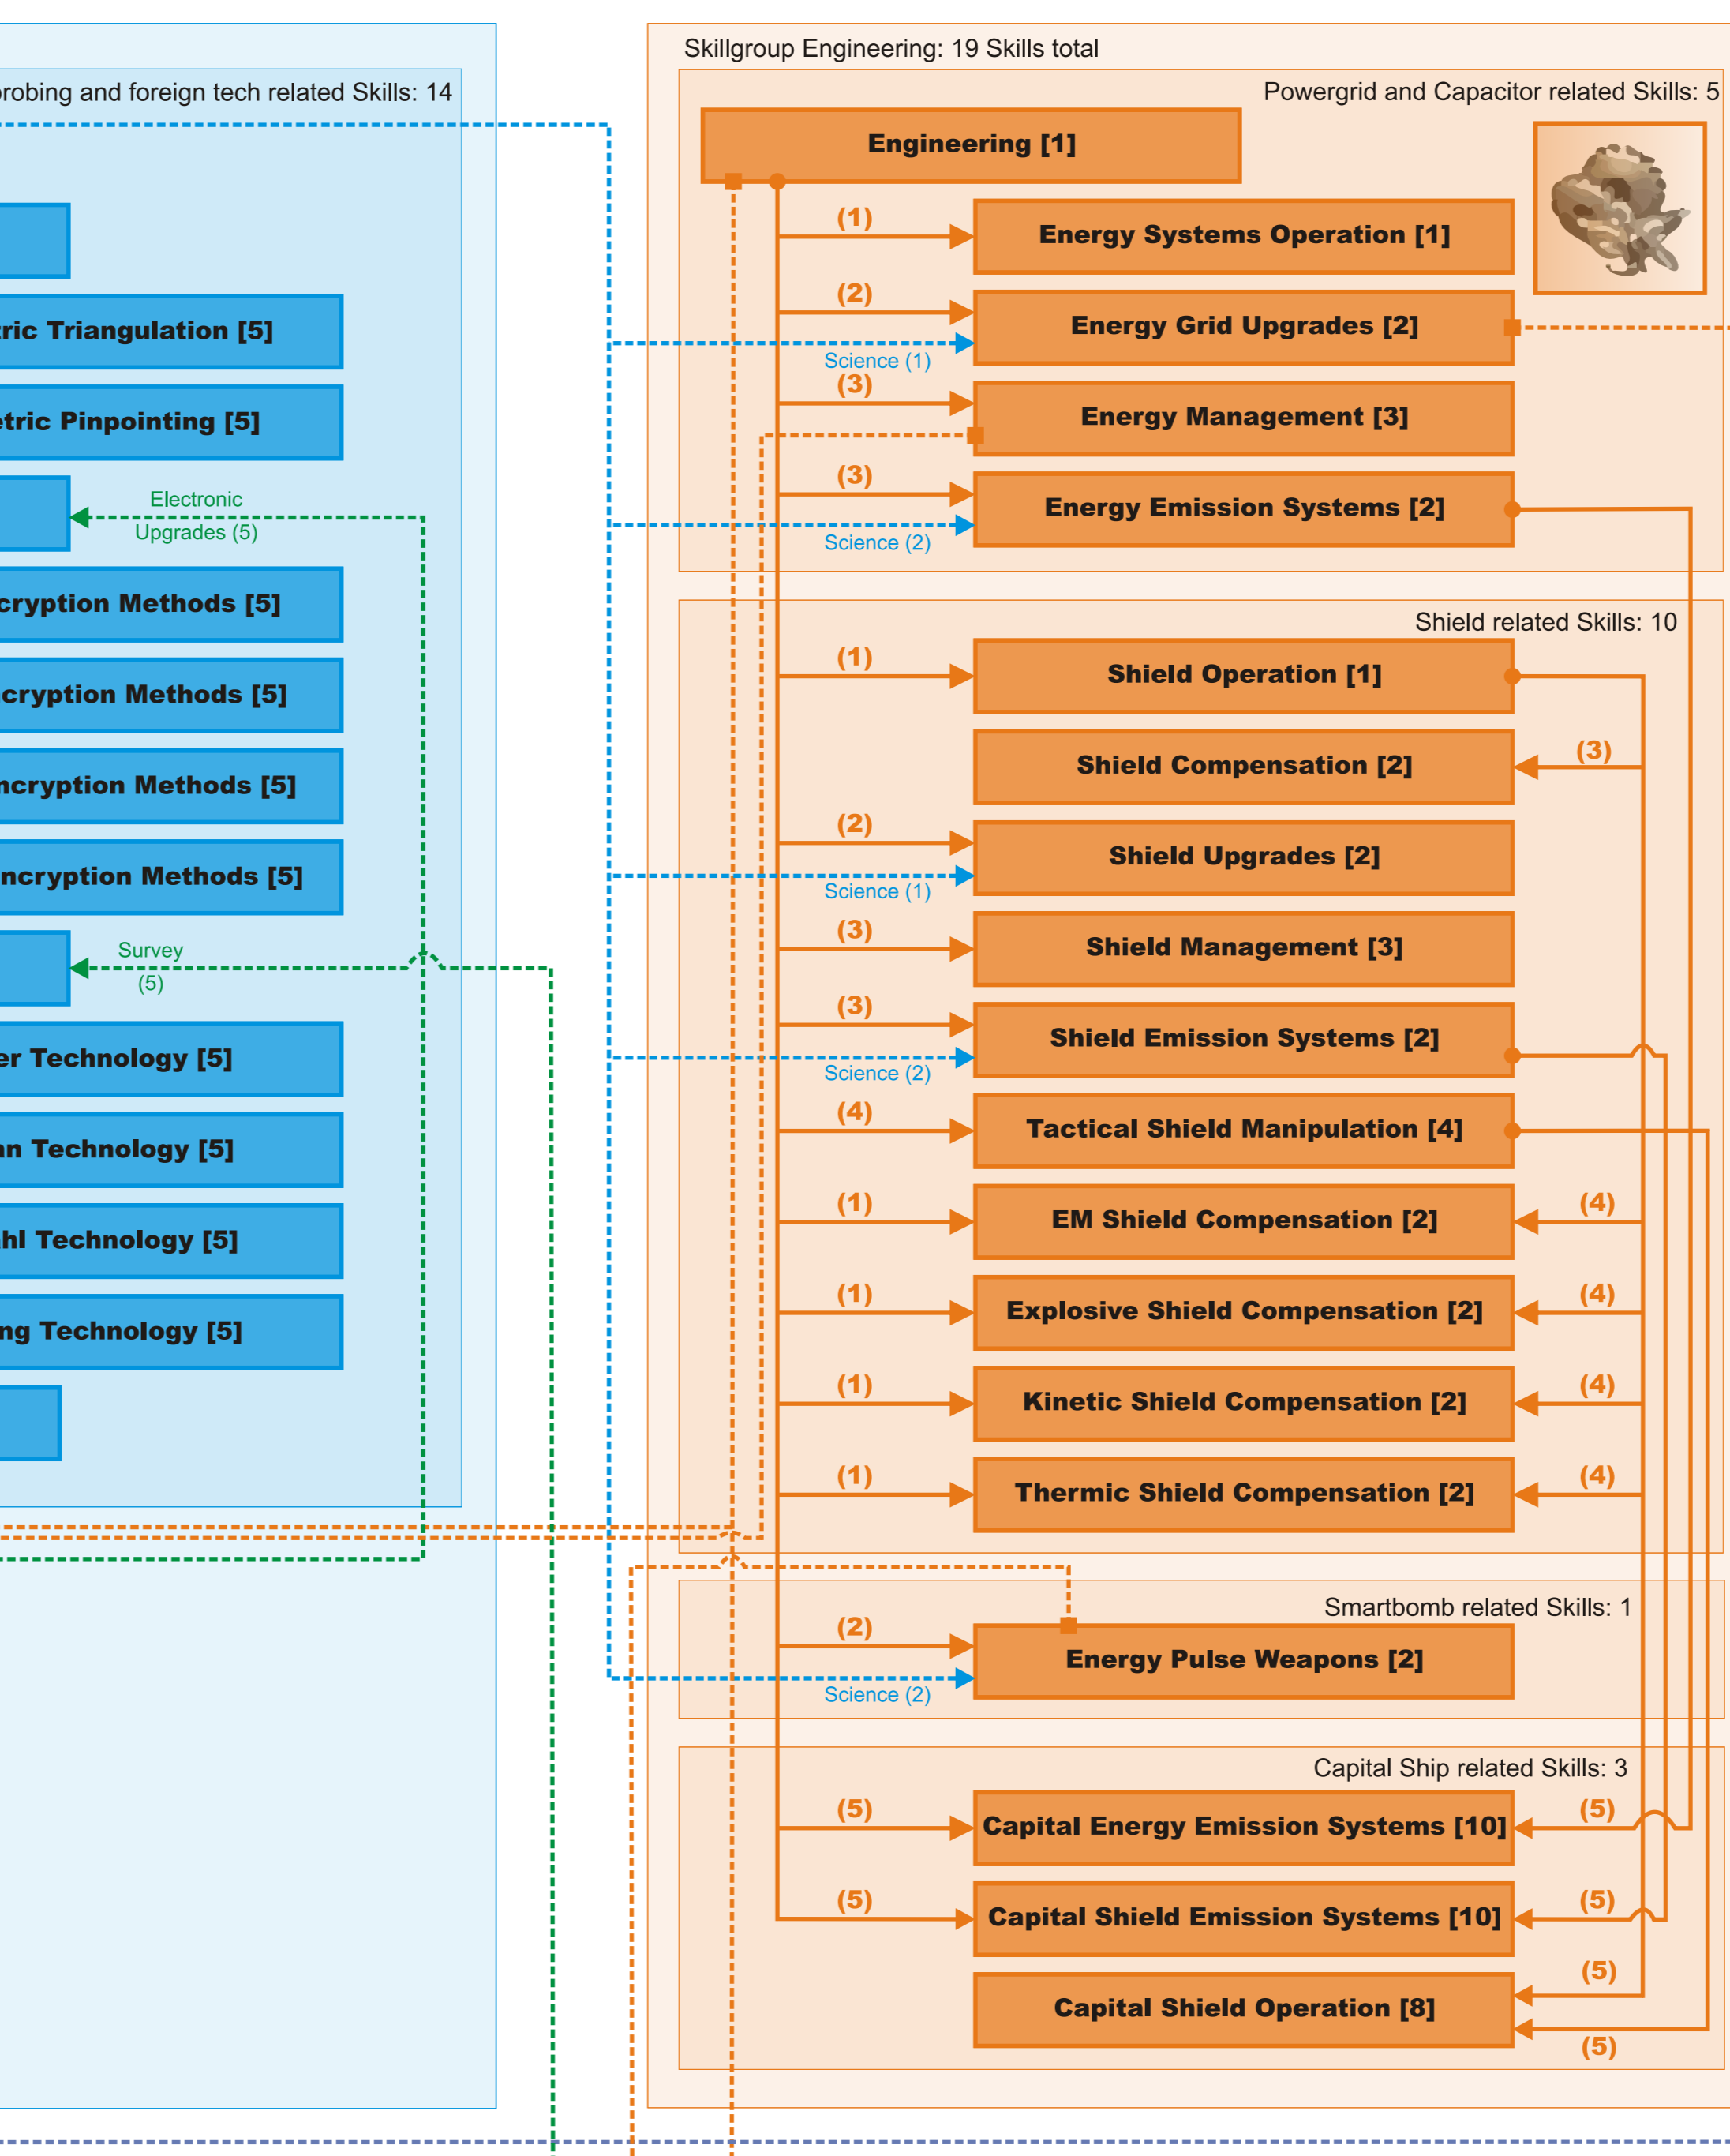 probing and foreign tech related Skills: 14
tric Triangulation [5]
etric Pinpointing [5]
Electronic
Upgrades (5)
cryption Methods [5]
cryption Methods [5]
ncryption Methods [5]
ncryption Methods [5]
Survey
(5)
er Technology [5]
an Technology [5]
ahl Technology [5]
ng Technology [5]
Skillgroup Engineering: 19 Skills total
Powergrid and Capacitor related Skills: 5
Engineering [1]
(1)
Energy Systems Operation [1]
(2)
Energy Grid Upgrades [2]
Science (1)
(3)
Energy Management [3]
(3)
Energy Emission Systems [2]
Science (2)
Shield related Skills: 10
(1)
Shield Operation [1]
Shield Compensation [2]
(3)
(2)
Shield Upgrades [2]
Science (1)
(3)
Shield Management [3]
(3)
Shield Emission Systems [2]
Science (2)
(4)
Tactical Shield Manipulation [4]
(1)
EM Shield Compensation [2]
(4)
(1)
Explosive Shield Compensation [2]
(4)
(1)
Kinetic Shield Compensation [2]
(4)
(1)
Thermic Shield Compensation [2]
(4)
Smartbomb related Skills: 1
(2)
Energy Pulse Weapons [2]
Science (2)
Capital Ship related Skills: 3
(5)
Capital Energy Emission Systems [10]
(5)
(5)
Capital Shield Emission Systems [10]
(5)
(5)
Capital Shield Operation [8]
(5)